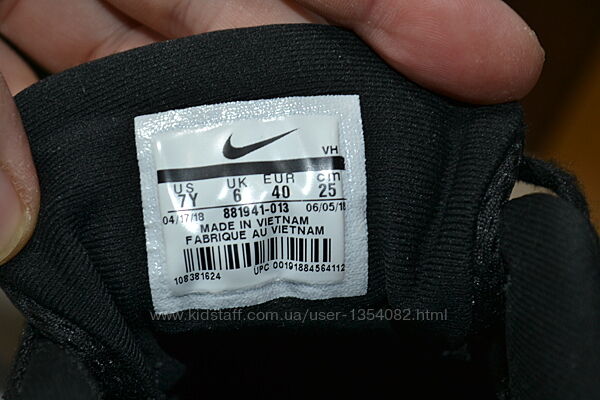 VH
US UK EUR cm
7Y 6 40 25
04/17/18 881941-013 06/05/18
MADE IN VIETNAM
FABRIQUE AU VIETNAM
108381624 UPC 00191884564112
www.kidstaff.com.ua/user-1354082.html